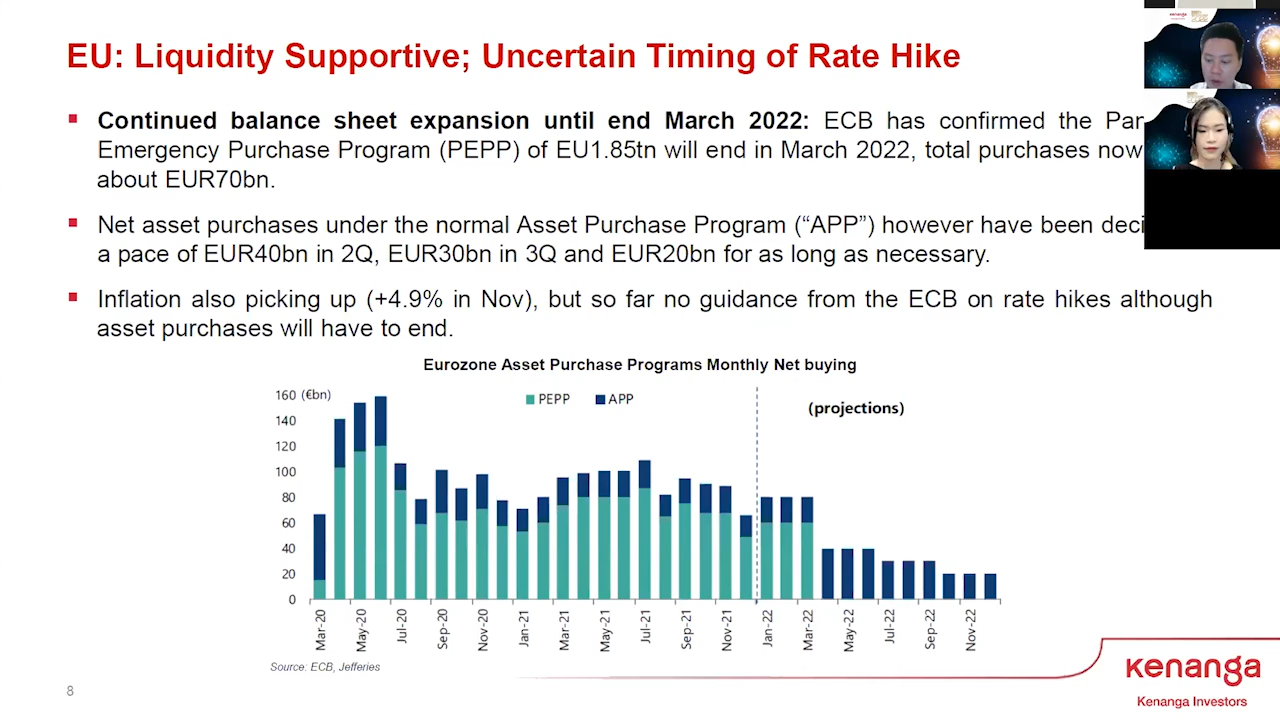 EU: Liquidity Supportive; Uncertain Timing of Rate Hike
Continued balance sheet expansion until end March 2022: ECB has confirmed the
Emergency Purchase Program (PEPP) of EU1.85tn will end in March 2022, total purchases now
about EUR70bn.
Net asset purchases under the normal Asset Purchase Program (“APP”) however have been
a pace of EUR40bn in 2Q, EUR30bn in 3Q and EUR20bn for as long as necessary.
Inflation also picking up (+4.9% in Nov), but so far no guidance from the ECB on rate hikes although
asset purchases will have to end.
Eurozone Asset Purchase Programs Monthly Net buying
160 (€bn)
PEPP APP
(projections)
140
120
100
80
60
40
20
0
Mar-20 May-20 Jul-20 Sep-20 Nov-20 Jan-21 Mar-21 May-21 Jul-21 Sep-21 Nov-21 Jan-22 Mar-22 May-22 Jul-22 Sep-22 Nov-22
Source: ECB, Jefferies
8
kenanga
Kenanga Investors